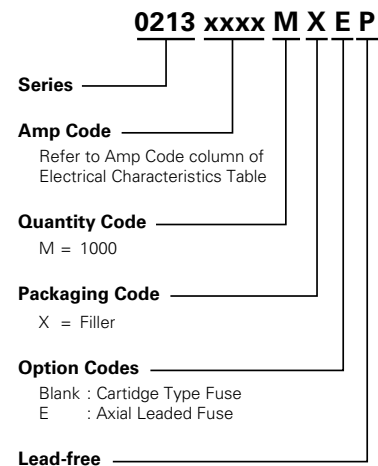 0213 xxxx M X E P
Series
Amp Code
Refer to Amp Code column of
Electrical Characteristics Table
Quantity Code
M = 1000
Packaging Code
X = Filler
Option Codes
Blank : Cartidge Type Fuse
E : Axial Leaded Fuse
Lead-free